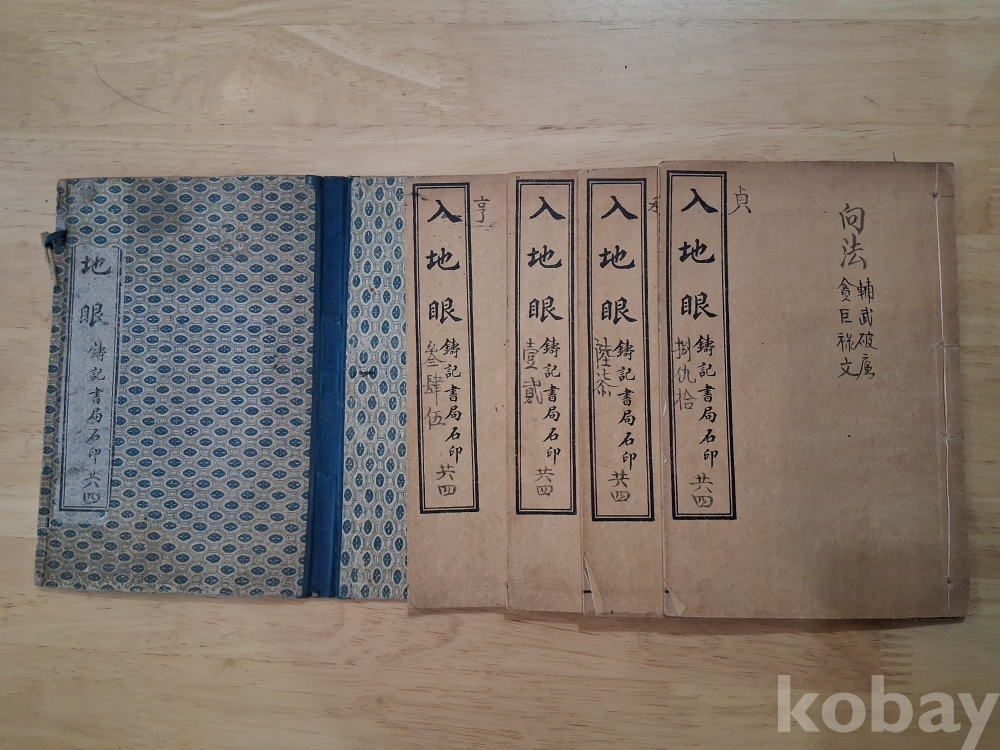 地眼 鑄記書局石印 共四
亨
入地眼 鑄記書局石印
參肆伍
共四
入地眼 鑄記書局石印
壹貳
共四
入地眼 鑄記書局石印
陸柒
共四
貞
入地眼 鑄記書局石印
捌仇拾
共四
向法
輔武破廉
貪巨祿文
kobay